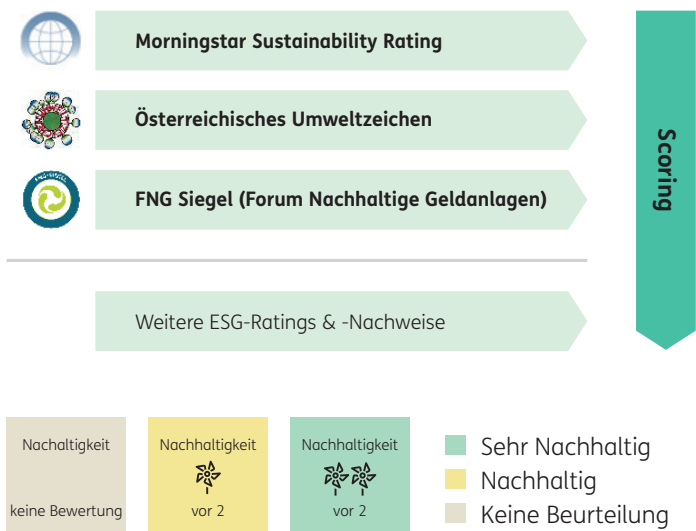 Morningstar Sustainability Rating
Österreichisches Umweltzeichen
FNG Siegel (Forum Nachhaltige Geldanlagen)
Weitere ESG-Ratings & -Nachweise
Scoring
Nachaltigkeit
keine Bewertung
Nachhaltigkeit
vor 2
Nachhaltigkeit
vor 2
Sehr Nachhaltig
Nachhaltig
Keine Beurteilung